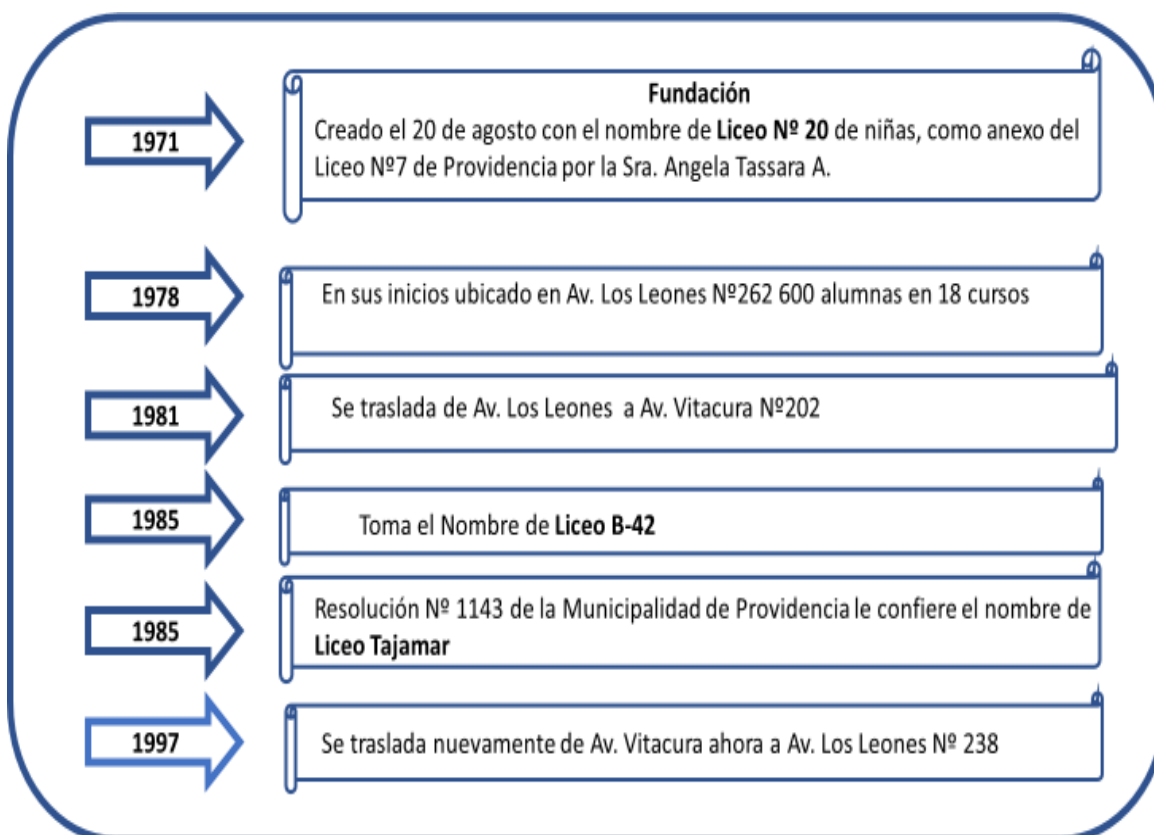 1971
Fundación
Creado el 20 de agosto con el nombre de Liceo Nº 20 de niñas, como anexo del
Liceo Nº7 de Providencia por la Sra. Angela Tassara A.
1978
En sus inicios ubicado en Av. Los Leones Nº262 600 alumnas en 18 cursos
1981
Se traslada de Av. Los Leones a Av. Vitacura Nº202
1985
Toma el Nombre de Liceo B-42
1985
Resolución Nº 1143 de la Municipalidad de Providencia le confiere el nombre de
Liceo Tajamar
1997
Se traslada nuevamente de Av. Vitacura ahora a Av. Los Leones Nº 238